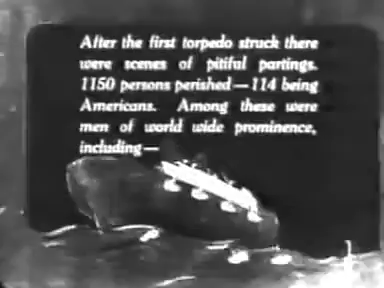 After the first torpedo struck there
were scenes of pitiful partings.
1150 persons perished—114 being
Americans. Among these were
men of world wide prominence,
including—